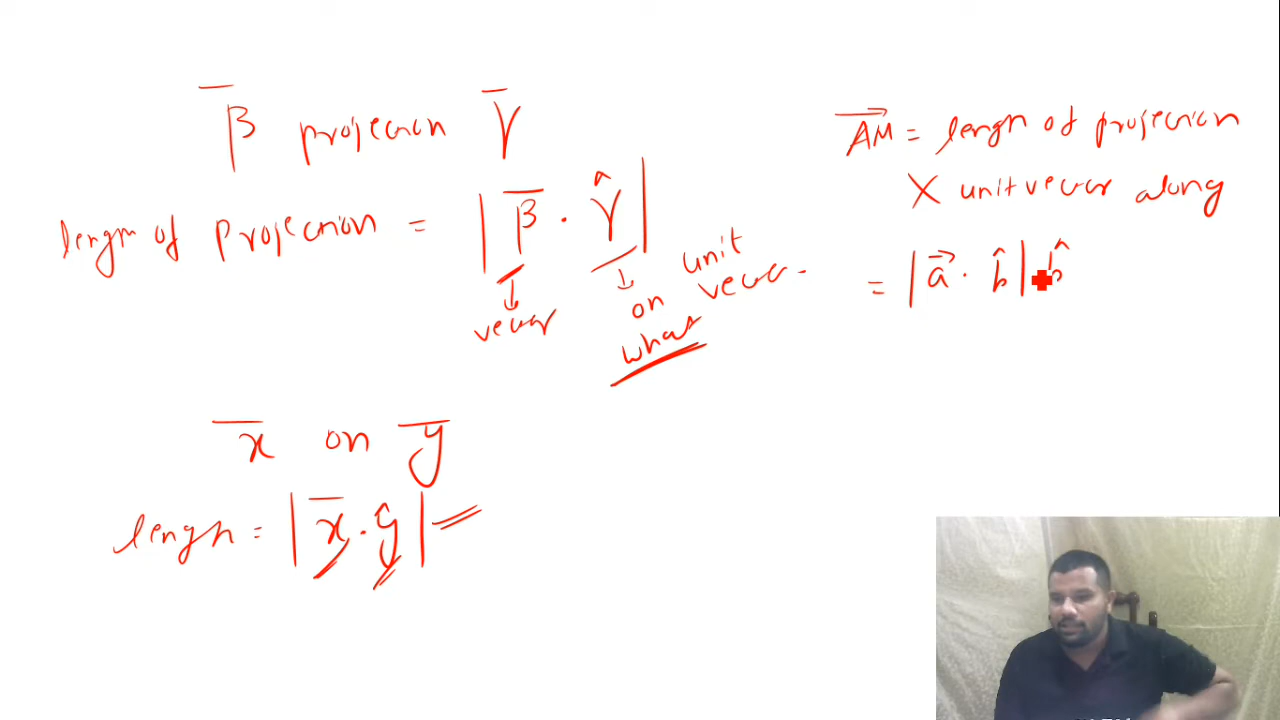 β̅ projection γ̅
length of projection = | β̅ · γ̂ |
vector
on unit
what vector.
x̅ on y̅
length = | x̅ · ŷ |
AM⃗ = length of projection
X unit vector along
= | a⃗ · b̂ | b̂